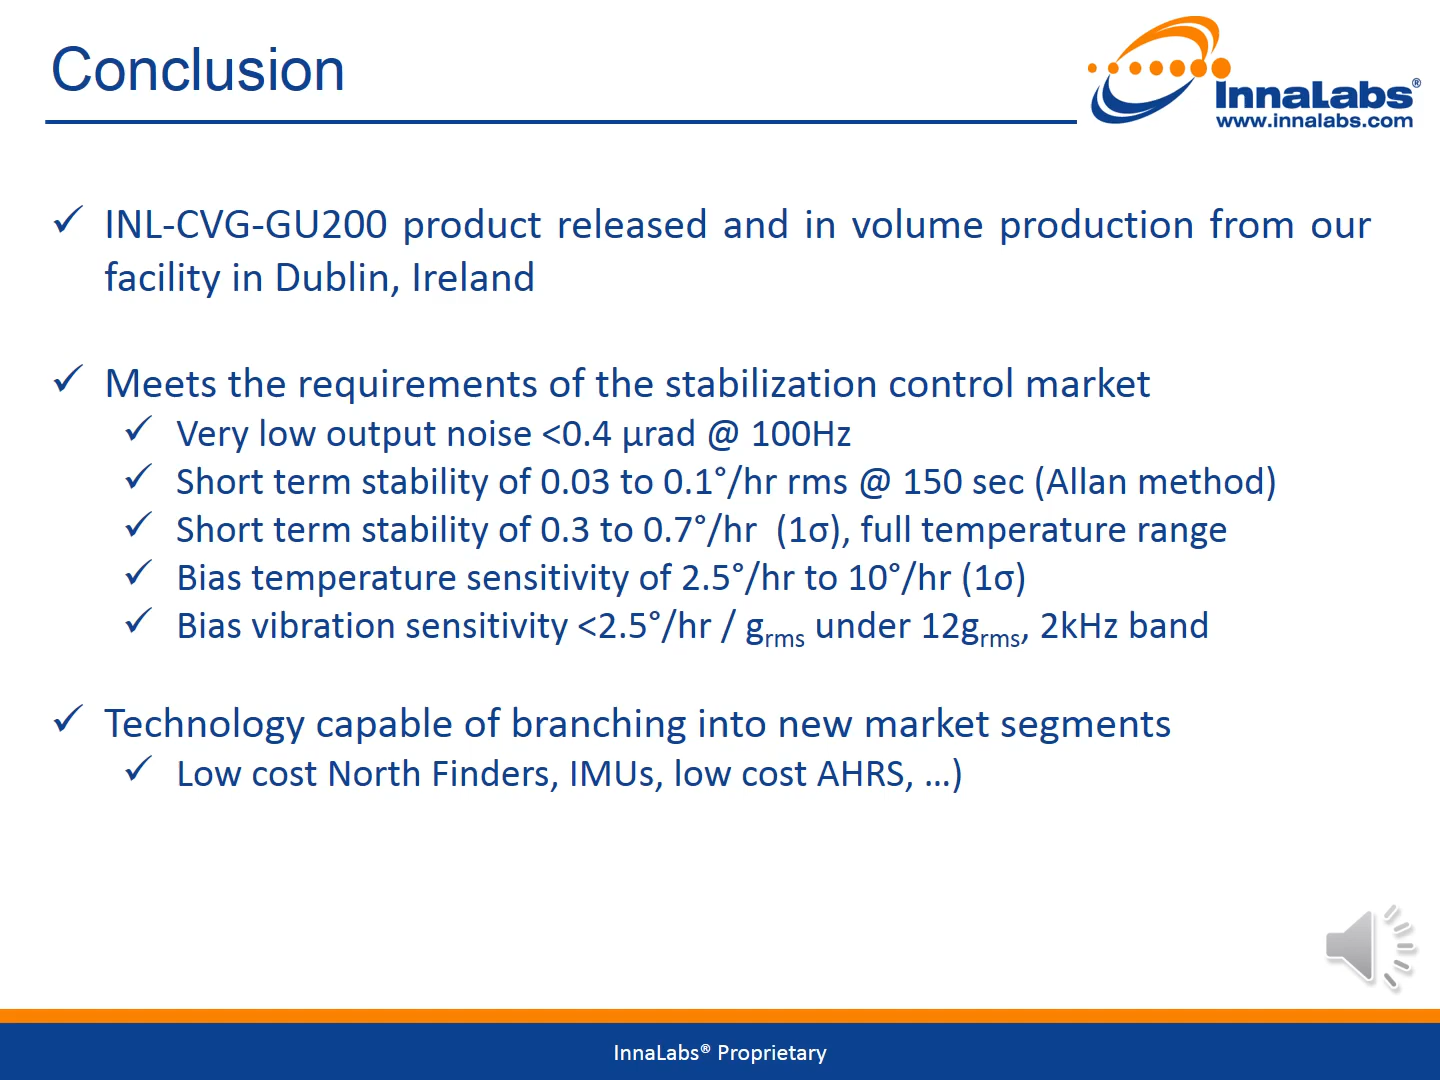 Conclusion
InnaLabs®
www.innalabs.com
✓ INL-CVG-GU200 product released and in volume production from our
facility in Dublin, Ireland
✓ Meets the requirements of the stabilization control market
✓ Very low output noise <0.4 µrad @ 100Hz
✓ Short term stability of 0.03 to 0.1°/hr rms @ 150 sec (Allan method)
✓ Short term stability of 0.3 to 0.7°/hr (1σ), full temperature range
✓ Bias temperature sensitivity of 2.5°/hr to 10°/hr (1σ)
✓ Bias vibration sensitivity <2.5°/hr / grms under 12grms, 2kHz band
✓ Technology capable of branching into new market segments
✓ Low cost North Finders, IMUs, low cost AHRS, ...)
InnaLabs® Proprietary